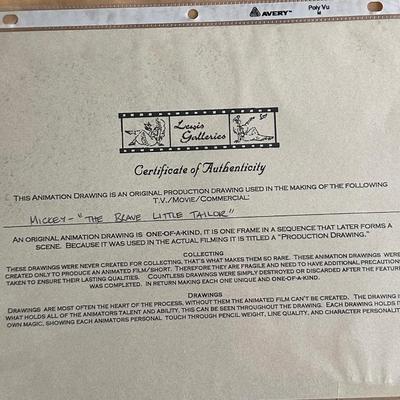 AVERY™ Poly Vu
Lewis
Galleries
Certificate of Authenticity
THIS ANIMATION DRAWING IS AN ORIGINAL PRODUCTION DRAWING USED IN THE MAKING OF THE FOLLOWING
T.V./MOVIE/COMMERCIAL:
MICKEY - "THE BRAVE LITTLE TAILOR"
AN ORIGINAL ANIMATION DRAWING IS ONE-OF-A-KIND, IT IS ONE FRAME IN A SEQUENCE THAT LATER FORMS A
SCENE. BECAUSE IT WAS USED IN THE ACTUAL FILMING IT IS TITLED A "PRODUCTION DRAWING."
COLLECTING
THESE DRAWINGS WERE NEVER CREATED FOR COLLECTING, THAT'S WHAT MAKES THEM SO RARE. THESE ANIMATION DRAWINGS WERE
CREATED ONLY TO PRODUCE AN ANIMATED FILM/SHORT. THEREFORE THEY ARE FRAGILE AND NEED TO HAVE ADDITIONAL PRECAUTIONS
TAKEN TO ENSURE THEIR LASTING QUALITIES. COUNTLESS DRAWINGS WERE SIMPLY DESTROYED OR DISCARDED AFTER THE FEATURE
WAS COMPLETED. IN RETURN MAKING EACH ONE UNIQUE AND ONE-OF-A-KIND.
DRAWINGS
DRAWINGS ARE MOST OFTEN THE HEART OF THE PROCESS, WITHOUT THEM THE ANIMATED FILM CAN'T BE CREATED. THE DRAWING IS
WHAT HOLDS ALL OF THE ANIMATORS TALENT AND ABILITY, THIS CAN BE SEEN THROUGHOUT THE DRAWING. EACH DRAWING HOLDS IT
OWN MAGIC, SHOWING EACH ANIMATORS PERSONAL TOUCH THROUGH PENCIL WEIGHT, LINE QUALITY, AND CHARACTER PERSONALITY